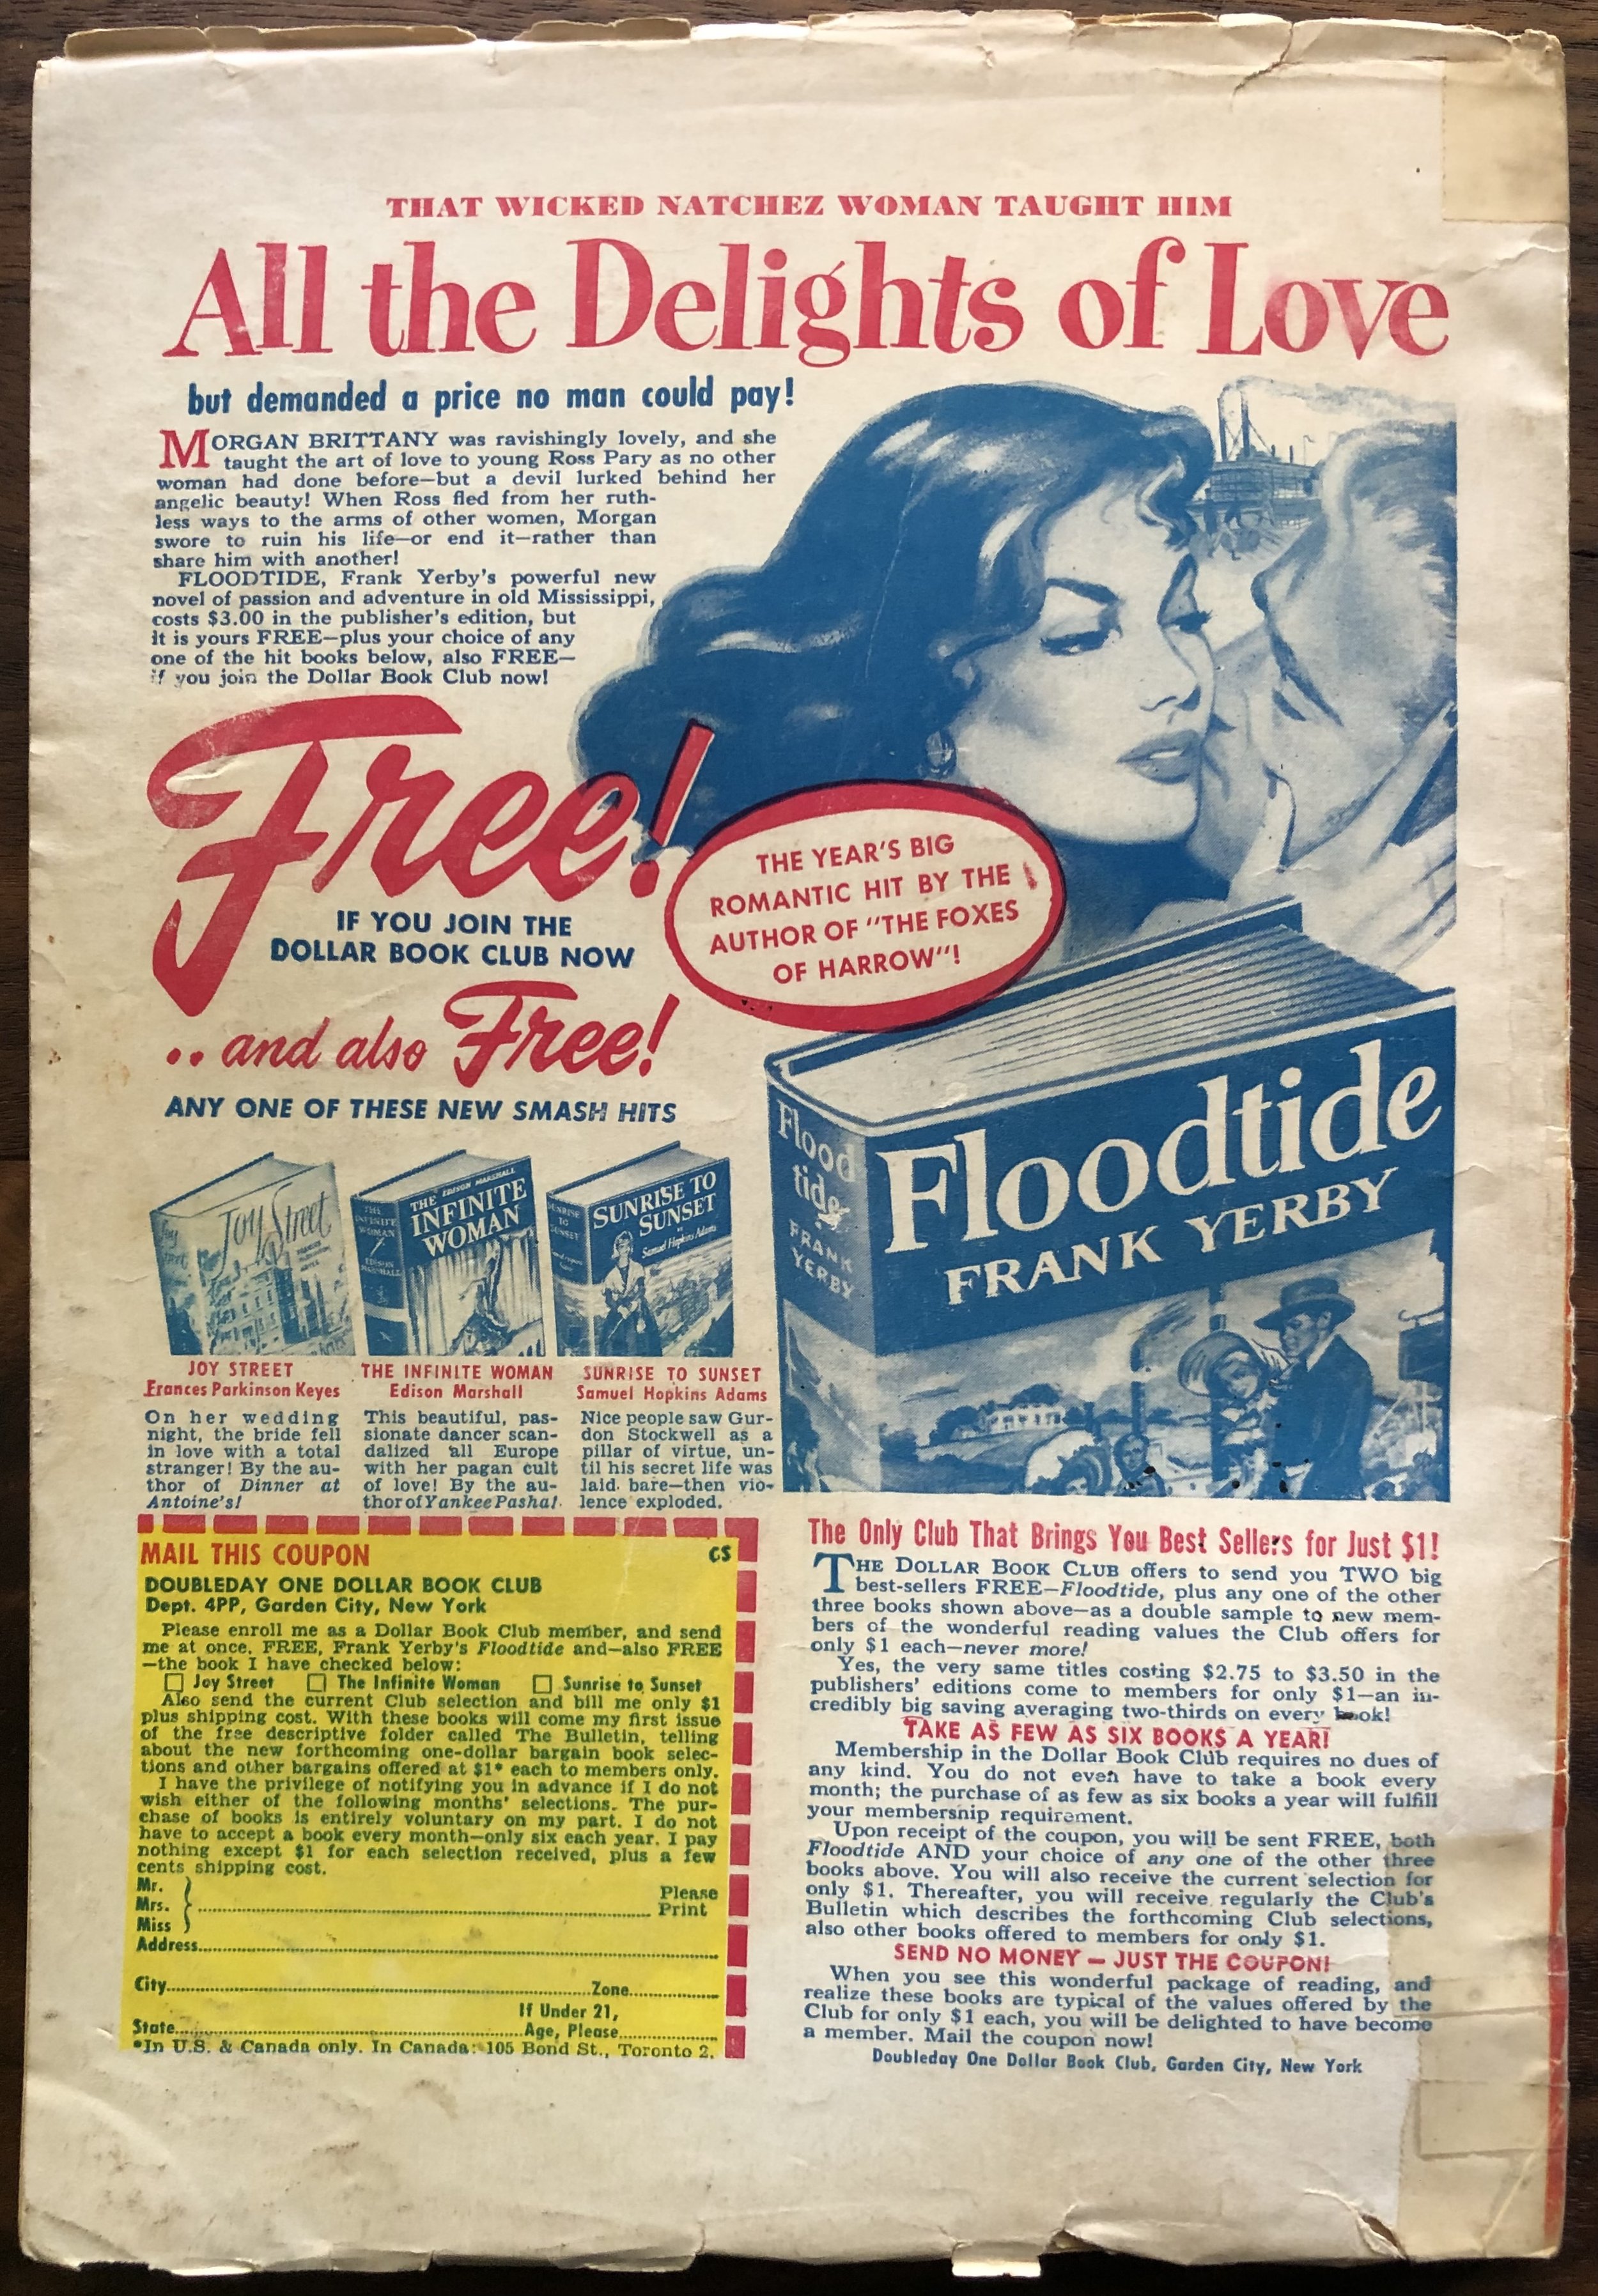 THAT WICKED NATCHEZ WOMAN TAUGHT HIM
All the Delights of Love
but demanded a price no man could pay!
MORGAN BRITTANY was ravishingly lovely, and she
taught the art of love to young Ross Pary as no other
woman had done before—but a devil lurked behind her
angelic beauty! When Ross fled from her ruth-
less ways to the arms of other women, Morgan
swore to ruin his life—or end it—rather than
share him with another!
FLOODTIDE, Frank Yerby's powerful new
novel of passion and adventure in old Mississippi,
costs $3.00 in the publisher's edition, but
it is yours FREE—plus your choice of any
one of the hit books below, also FREE—
if you join the Dollar Book Club now!
Free!
IF YOU JOIN THE
DOLLAR BOOK CLUB NOW
.. and also Free!
ANY ONE OF THESE NEW SMASH HITS
THE YEAR'S BIG
ROMANTIC HIT BY THE
AUTHOR OF "THE FOXES
OF HARROW"!
Flood
tide
FRANK
YERBY
Floodtide
FRANK YERBY
Joy Street
THE
INFINITE
WOMAN
EDISON
MARSHALL
EDISON MARSHALL
THE
INFINITE
WOMAN
SUNRISE
TO
SUNSET
SUNRISE TO
SUNSET
by
Samuel Hopkins Adams
JOY STREET
Frances Parkinson Keyes
On her wedding
night, the bride fell
in love with a total
stranger! By the au-
thor of Dinner at
Antoine's!
THE INFINITE WOMAN
Edison Marshall
This beautiful, pas-
sionate dancer scan-
dalized all Europe
with her pagan cult
of love! By the au-
thor of Yankee Pasha!
SUNRISE TO SUNSET
Samuel Hopkins Adams
Nice people saw Gur-
don Stockwell as a
pillar of virtue, un-
til his secret life was
laid bare—then vio-
lence exploded.
MAIL THIS COUPON
GS
DOUBLEDAY ONE DOLLAR BOOK CLUB
Dept. 4PP, Garden City, New York
Please enroll me as a Dollar Book Club member, and send
me at once. FREE, Frank Yerby's Floodtide and—also FREE
—the book I have checked below:
☐ Joy Street ☐ The Infinite Woman ☐ Sunrise to Sunset
Also send the current Club selection and bill me only $1
plus shipping cost. With these books will come my first issue
of the free descriptive folder called The Bulletin, telling
about the new forthcoming one-dollar bargain book selec-
tions and other bargains offered at $1* each to members only.
I have the privilege of notifying you in advance if I do not
wish either of the following months' selections. The pur-
chase of books is entirely voluntary on my part. I do not
have to accept a book every month—only six each year. I pay
nothing except $1 for each selection received, plus a few
cents shipping cost.
Mr.
Mrs.
Miss
Please
Print
Address
City Zone
If Under 21,
State Age, Please
*In U.S. & Canada only. In Canada: 105 Bond St., Toronto 2.
The Only Club That Brings You Best Sellers for Just $1!
THE DOLLAR BOOK CLUB offers to send you TWO big
best-sellers FREE—Floodtide, plus any one of the other
three books shown above—as a double sample to new mem-
bers of the wonderful reading values the Club offers for
only $1 each—never more!
Yes, the very same titles costing $2.75 to $3.50 in the
publishers' editions come to members for only $1—an in-
credibly big saving averaging two-thirds on every book!
TAKE AS FEW AS SIX BOOKS A YEAR!
Membership in the Dollar Book Club requires no dues of
any kind. You do not even have to take a book every
month; the purchase of as few as six books a year will fulfill
your membership requirement.
Upon receipt of the coupon, you will be sent FREE, both
Floodtide AND your choice of any one of the other three
books above. You will also receive the current selection for
only $1. Thereafter, you will receive regularly the Club's
Bulletin which describes the forthcoming Club selections,
also other books offered to members for only $1.
SEND NO MONEY — JUST THE COUPON!
When you see this wonderful package of reading, and
realize these books are typical of the values offered by the
Club for only $1 each, you will be delighted to have become
a member. Mail the coupon now!
Doubleday One Dollar Book Club, Garden City, New York